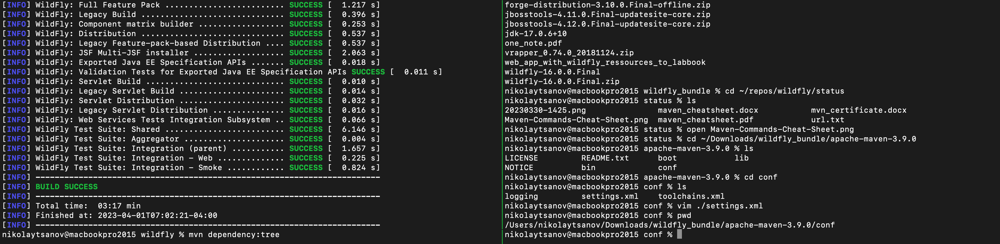 [INFO] WildFly: Full Feature Pack ......................... SUCCESS [  1.217 s]
[INFO] WildFly: Legacy Build .............................. SUCCESS [  0.396 s]
[INFO] WildFly: Component matrix builder .................. SUCCESS [  0.253 s]
[INFO] WildFly: Distribution .............................. SUCCESS [  0.537 s]
[INFO] WildFly: Legacy Feature-pack-based Distribution .... SUCCESS [  0.537 s]
[INFO] WildFly: JSF Multi-JSF installer ................... SUCCESS [  2.063 s]
[INFO] WildFly: Exported Java EE Specification APIs ....... SUCCESS [  0.018 s]
[INFO] WildFly: Validation Tests for Exported Java EE Specification APIs SUCCESS [  0.011 s]
[INFO] WildFly: Servlet Build ............................. SUCCESS [  0.010 s]
[INFO] WildFly: Legacy Servlet Build ...................... SUCCESS [  0.014 s]
[INFO] WildFly: Servlet Distribution ...................... SUCCESS [  0.032 s]
[INFO] WildFly: Legacy Servlet Distribution ............... SUCCESS [  0.016 s]
[INFO] WildFly: Web Services Tests Integration Subsystem .. SUCCESS [  0.066 s]
[INFO] WildFly Test Suite: Shared ......................... SUCCESS [  6.146 s]
[INFO] WildFly Test Suite: Aggregator ..................... SUCCESS [  0.004 s]
[INFO] WildFly Test Suite: Integration (parent) ........... SUCCESS [  1.657 s]
[INFO] WildFly Test Suite: Integration - Web .............. SUCCESS [  0.225 s]
[INFO] WildFly Test Suite: Integration - Smoke ............ SUCCESS [  0.824 s]
[INFO] ------------------------------------------------------------------------
[INFO] BUILD SUCCESS
[INFO] ------------------------------------------------------------------------
[INFO] Total time:  03:17 min
[INFO] Finished at: 2023-04-01T07:02:21-04:00
[INFO] ------------------------------------------------------------------------
nikolaytsanov@macbookpro2015 wildfly % mvn dependency:tree
forge-distribution-3.10.0.Final-offline.zip
jbosstools-4.11.0.Final-updatesite-core.zip
jbosstools-4.12.0.Final-updatesite-core.zip
jdk-17.0.6+10
one_note.pdf
vrapper_0.74.0_20181124.zip
web_app_with_wildfly_ressources_to_labbook
wildfly-16.0.0.Final
wildfly-16.0.0.Final.zip
nikolaytsanov@macbookpro2015 wildfly_bundle % cd ~/repos/wildfly/status
nikolaytsanov@macbookpro2015 status % ls
20230330-1425.png               maven_cheatsheet.docx           mvn_certificate.docx
Maven-Commands-Cheat-Sheet.png  maven_cheatsheet.pdf            url.txt
nikolaytsanov@macbookpro2015 status % open Maven-Commands-Cheat-Sheet.png
nikolaytsanov@macbookpro2015 status % cd ~/Downloads/wildfly_bundle/apache-maven-3.9.0
nikolaytsanov@macbookpro2015 apache-maven-3.9.0 % ls
LICENSE         README.txt      boot            lib
NOTICE          bin             conf
nikolaytsanov@macbookpro2015 apache-maven-3.9.0 % cd conf
nikolaytsanov@macbookpro2015 conf % ls
logging         settings.xml    toolchains.xml
nikolaytsanov@macbookpro2015 conf % vim ./settings.xml
nikolaytsanov@macbookpro2015 conf % pwd
/Users/nikolaytsanov/Downloads/wildfly_bundle/apache-maven-3.9.0/conf
nikolaytsanov@macbookpro2015 conf %